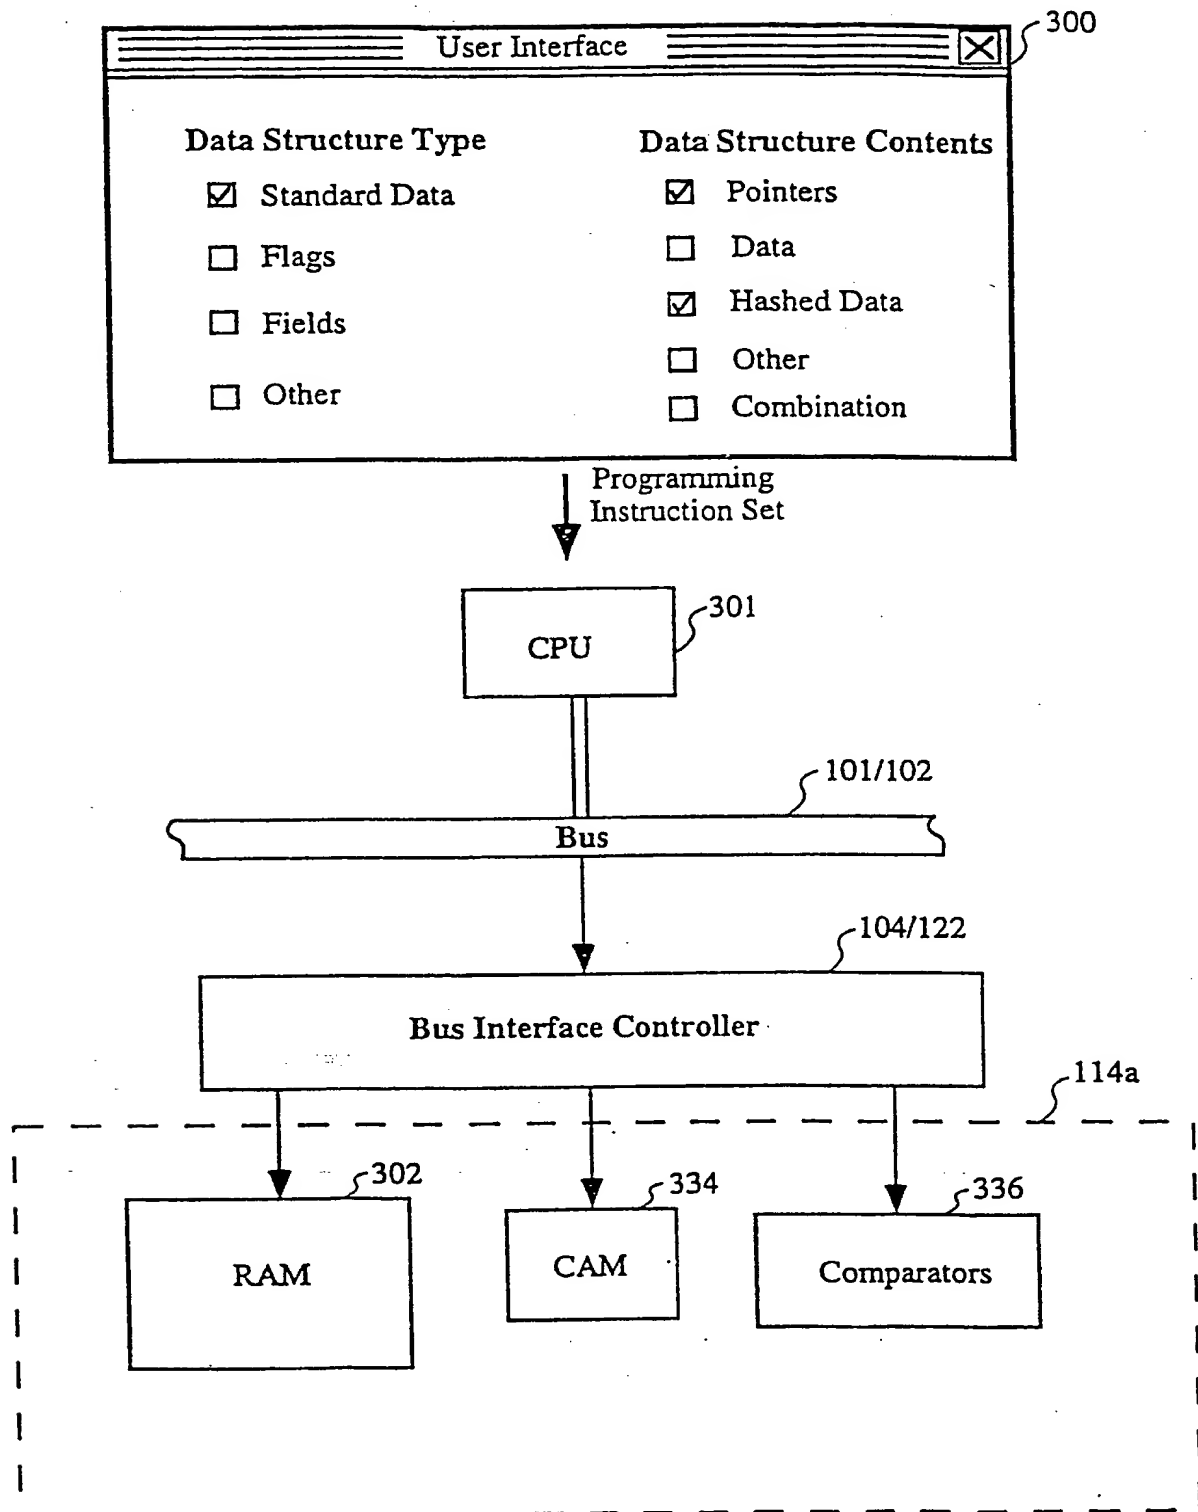 300
User Interface
Data Structure Type
Standard Data
Flags
Fields
Other
Data Structure Contents
Pointers
Data
Hashed Data
Other
Combination
Programming
Instruction Set
CPU
301
101/102
Bus
104/122
Bus Interface Controller
114a
302
RAM
334
CAM
336
Comparators